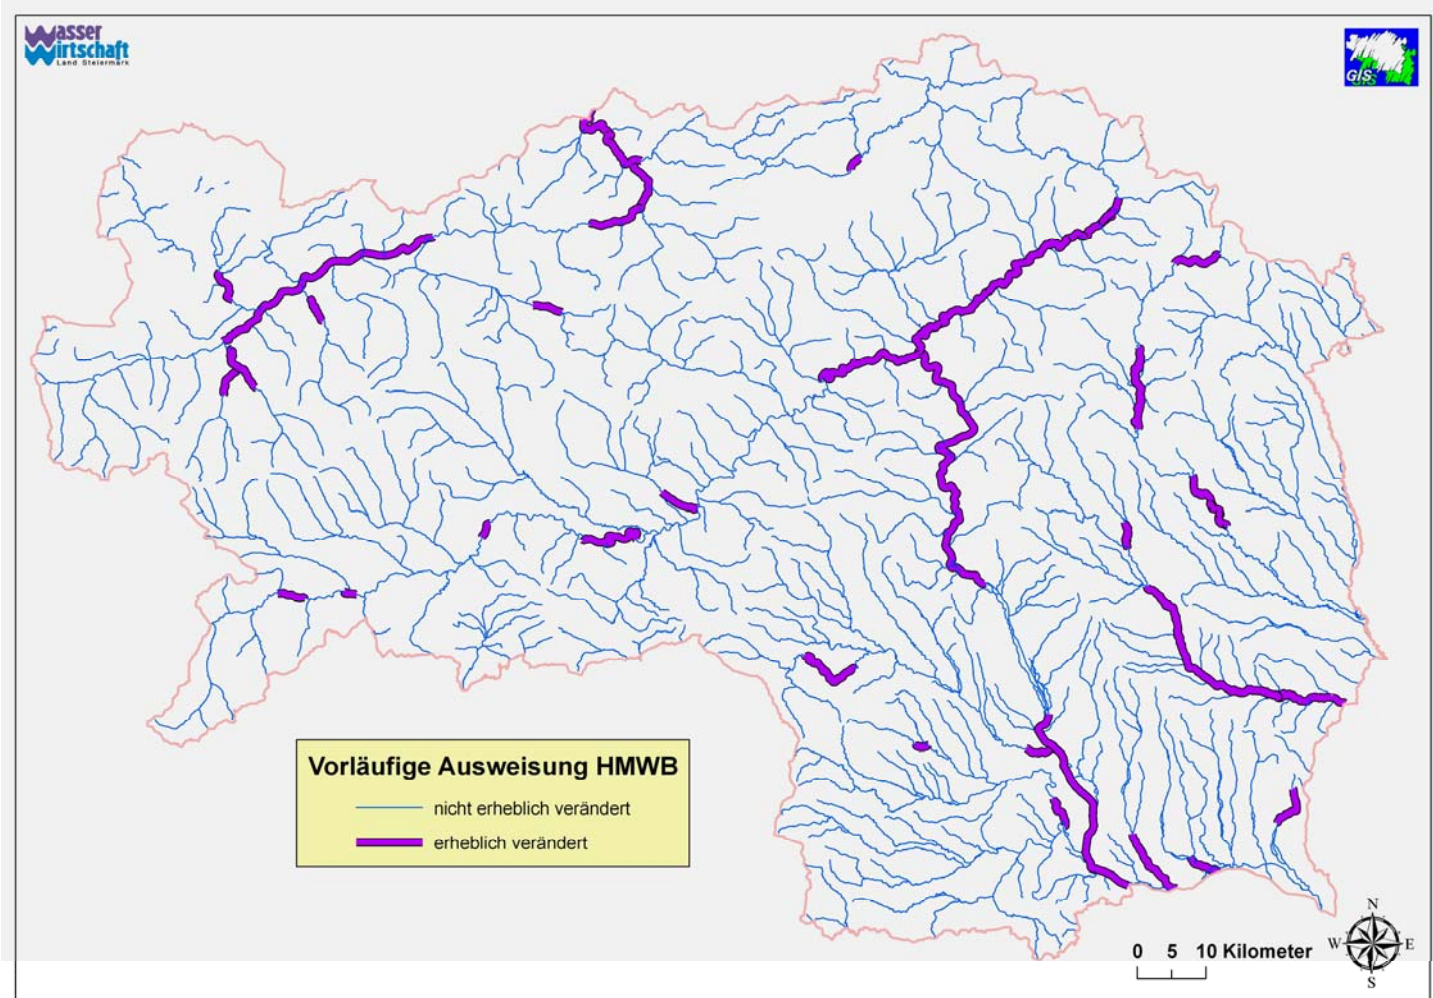 Wasser
Wirtschaft
Land Steiermark
GIS
Vorläufige Ausweisung HMWB
nicht erheblich verändert
erheblich verändert
0 5 10 Kilometer
N
W E
S